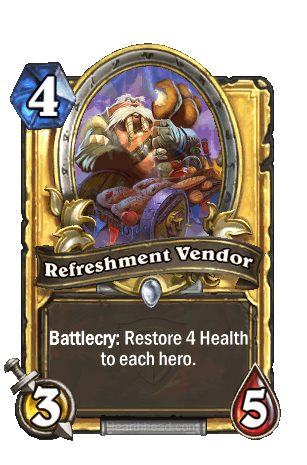 4
Refreshment Vendor
Battlecry: Restore 4 Health
to each hero.
3
5